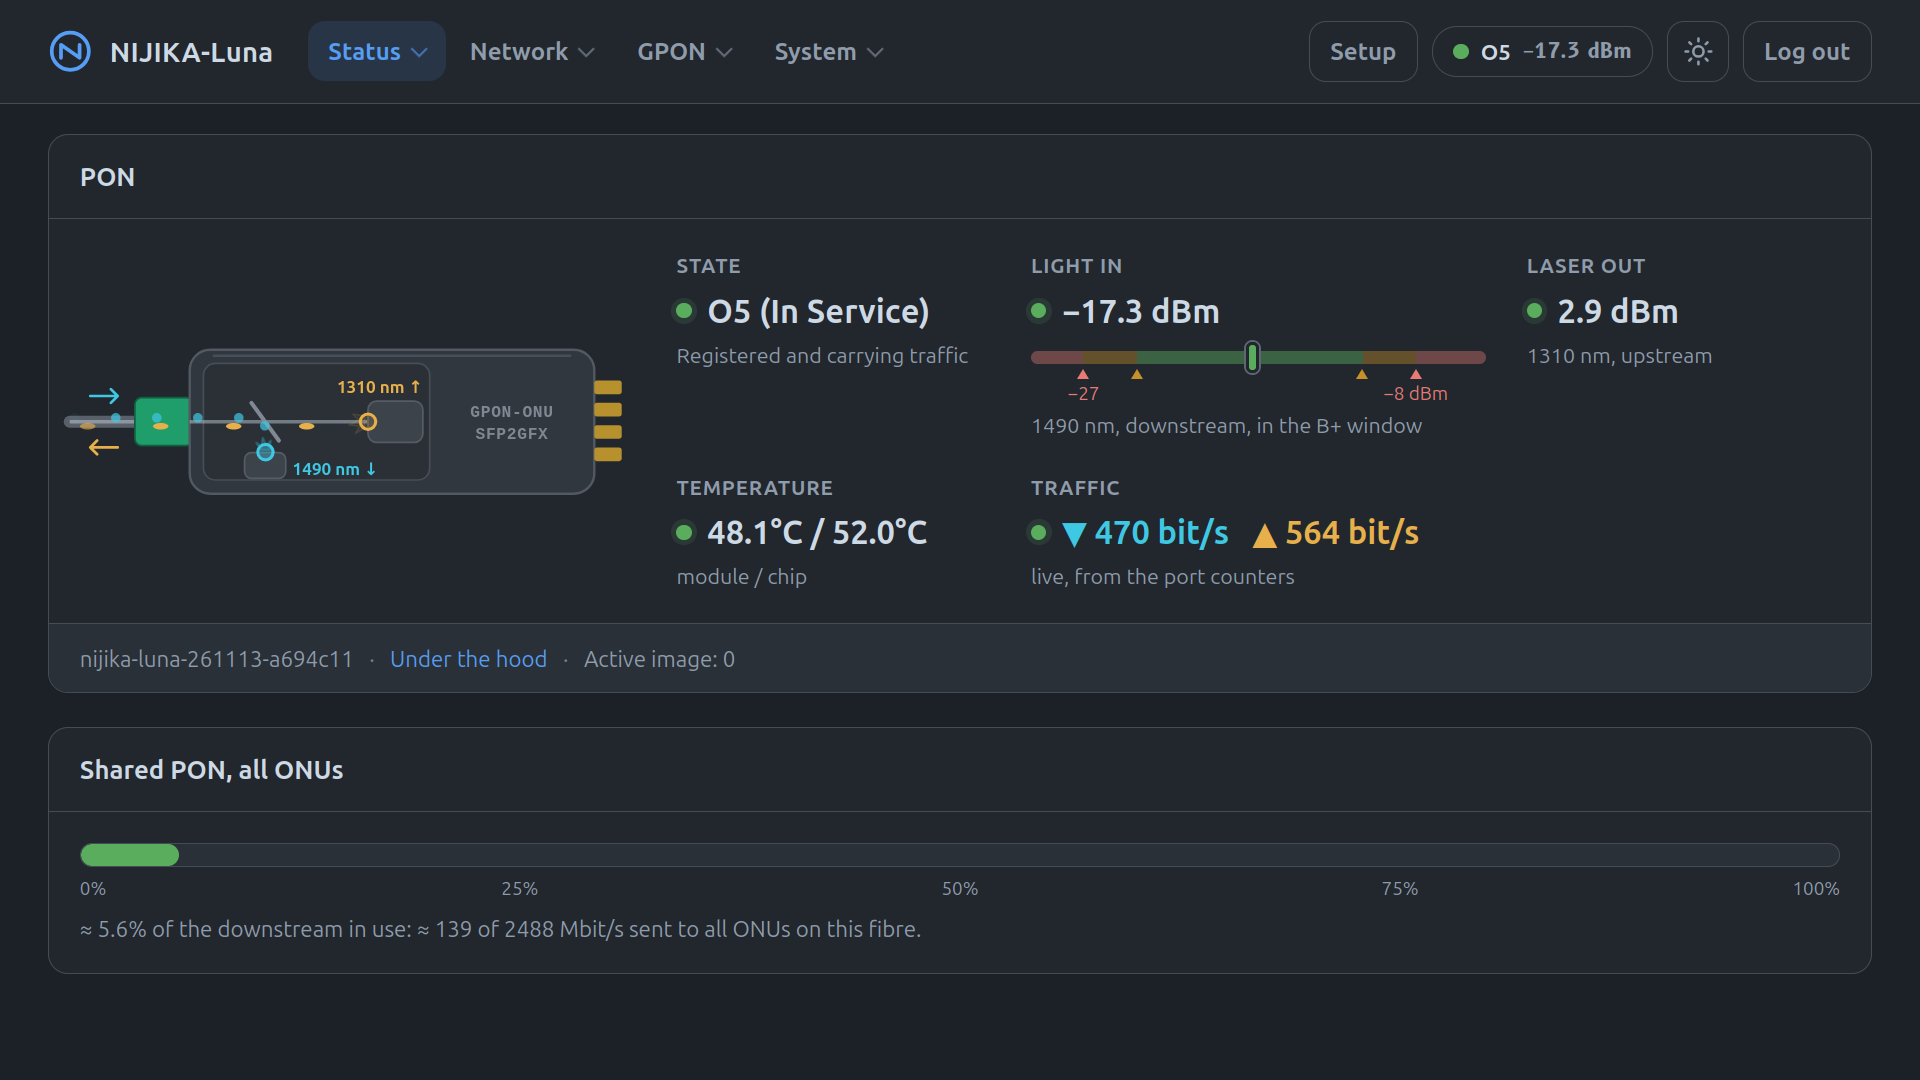 NIJIKA-Luna
Status
Network
GPON
System
Setup
O5 −17.3 dBm
Log out
PON
1310 nm ↑
1490 nm ↓
GPON-ONU
SFP2GFX
STATE
O5 (In Service)
Registered and carrying traffic
LIGHT IN
−17.3 dBm
−27
−8 dBm
1490 nm, downstream, in the B+ window
LASER OUT
2.9 dBm
1310 nm, upstream
TEMPERATURE
48.1°C / 52.0°C
module / chip
TRAFFIC
▼ 470 bit/s ▲ 564 bit/s
live, from the port counters
nijika-luna-261113-a694c11 · Under the hood · Active image: 0
Shared PON, all ONUs
0% 25% 50% 75% 100%
≈ 5.6% of the downstream in use: ≈ 139 of 2488 Mbit/s sent to all ONUs on this fibre.